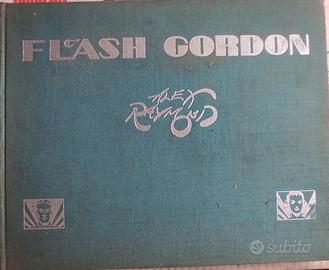 FLASH GORDON
ALEX
RAYMOND
subito